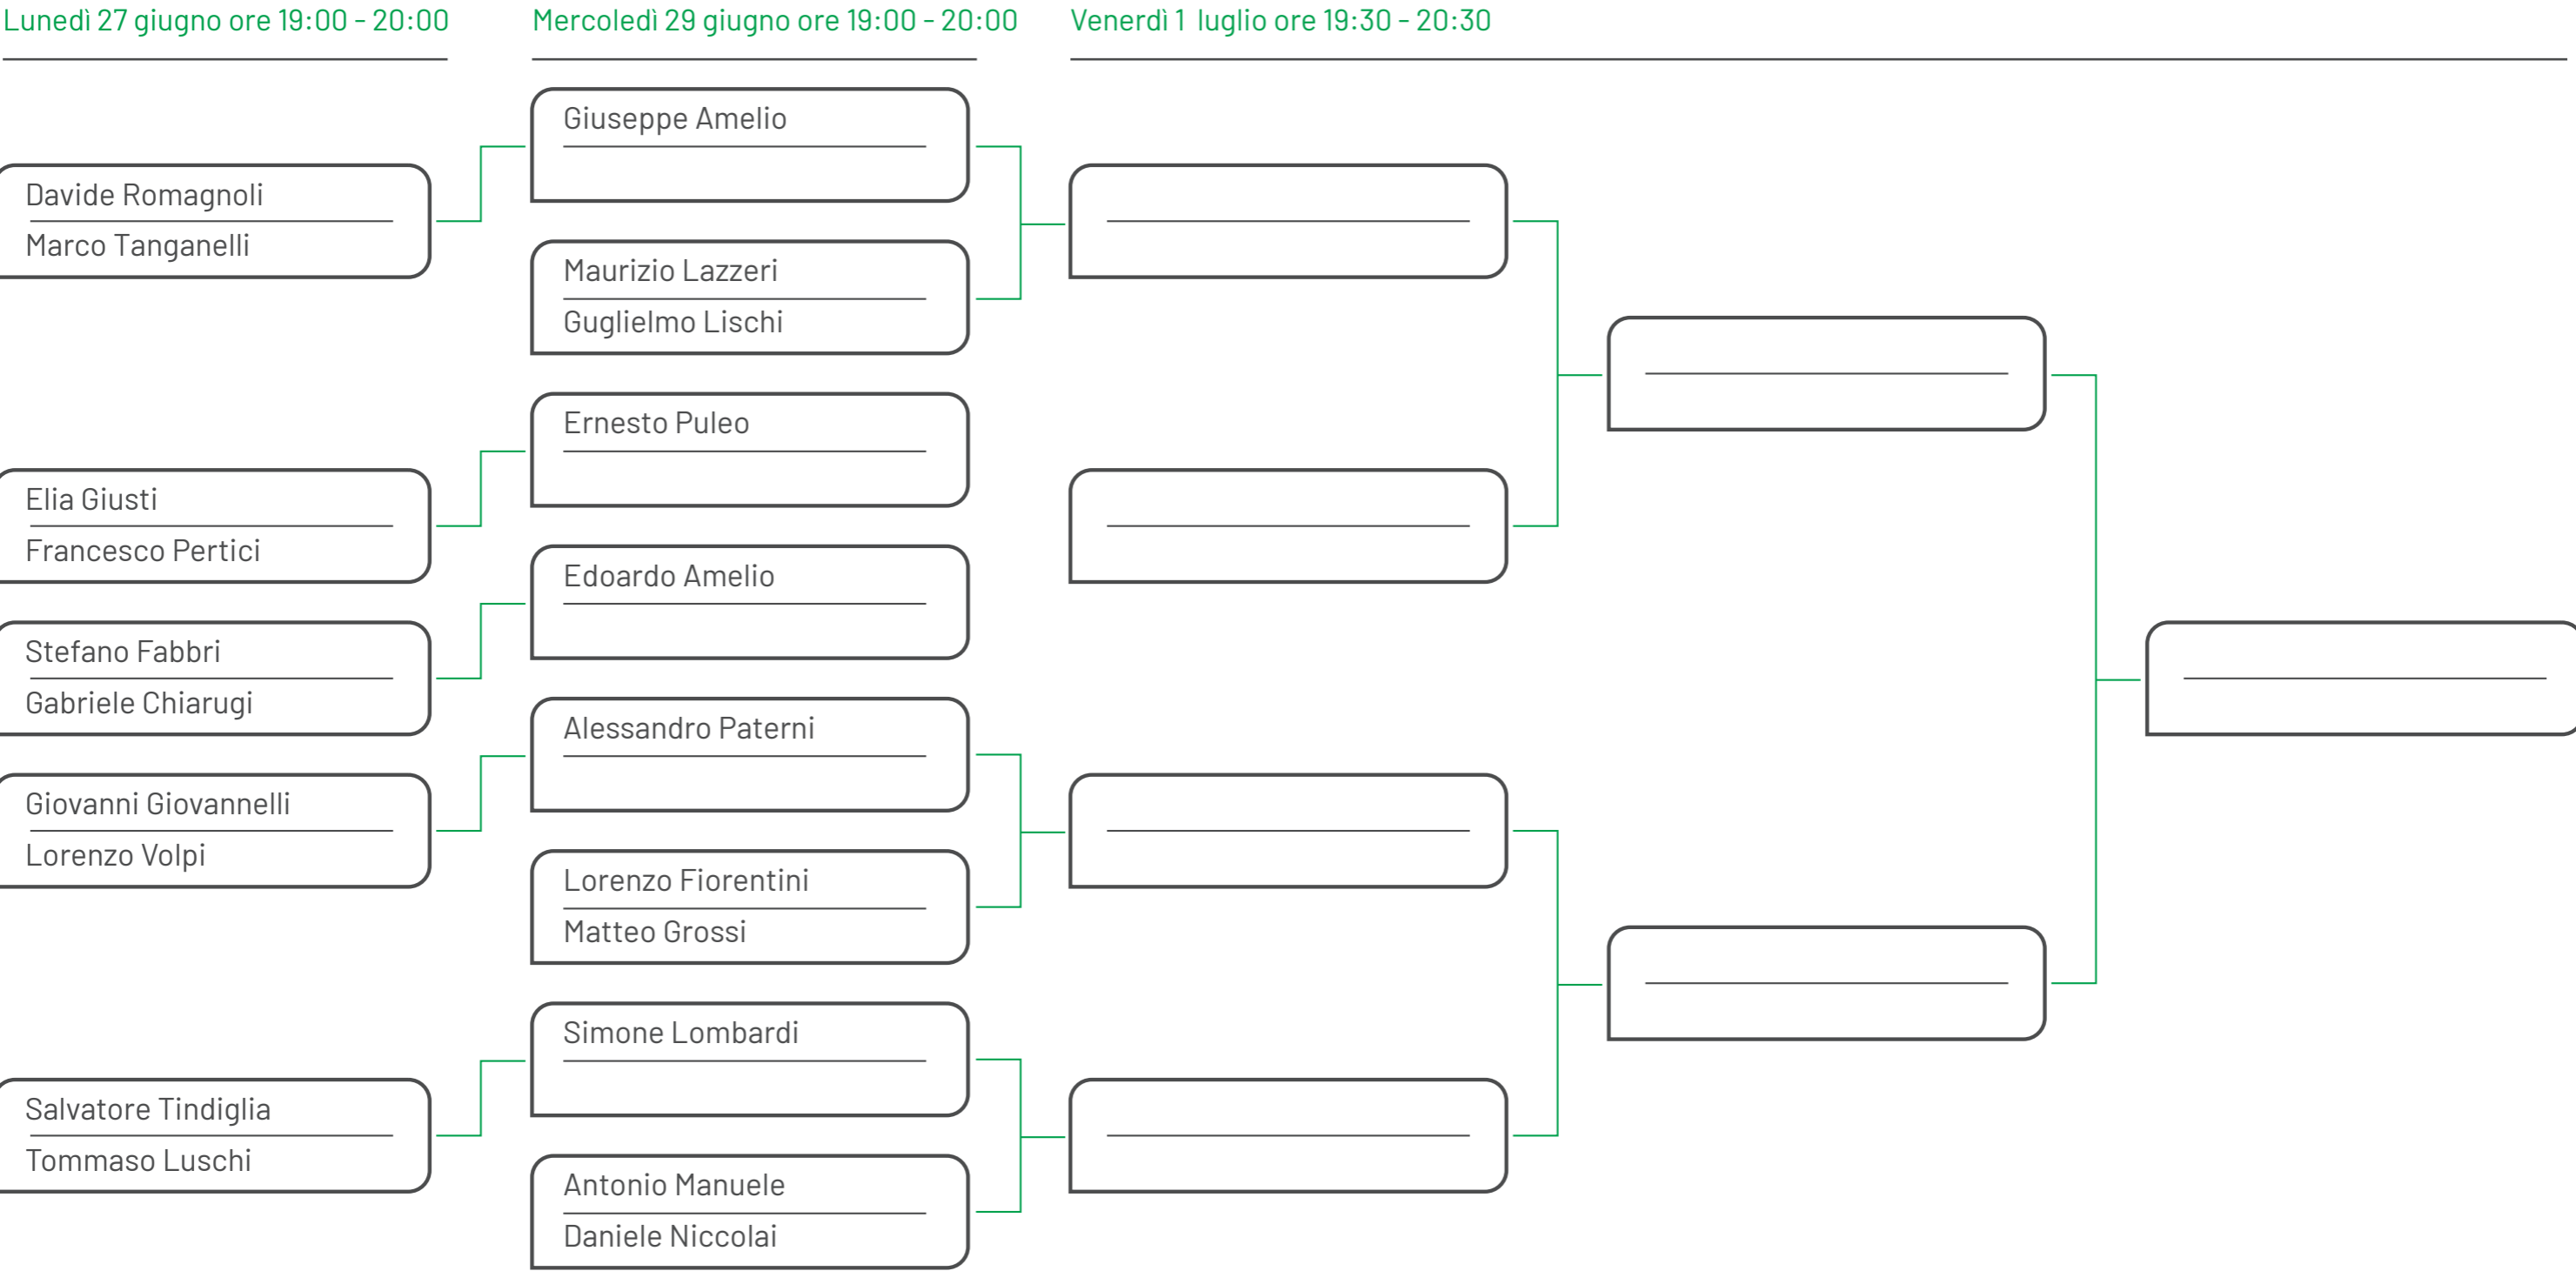 Lunedì 27 giugno ore 19:00 - 20:00
Mercoledì 29 giugno ore 19:00 - 20:00
Venerdì 1 luglio ore 19:30 - 20:30
Davide Romagnoli
Marco Tanganelli
Elia Giusti
Francesco Pertici
Stefano Fabbri
Gabriele Chiarugi
Giovanni Giovannelli
Lorenzo Volpi
Salvatore Tindiglia
Tommaso Luschi
Giuseppe Amelio
Maurizio Lazzeri
Guglielmo Lischi
Ernesto Puleo
Edoardo Amelio
Alessandro Paterni
Lorenzo Fiorentini
Matteo Grossi
Simone Lombardi
Antonio Manuele
Daniele Niccolai